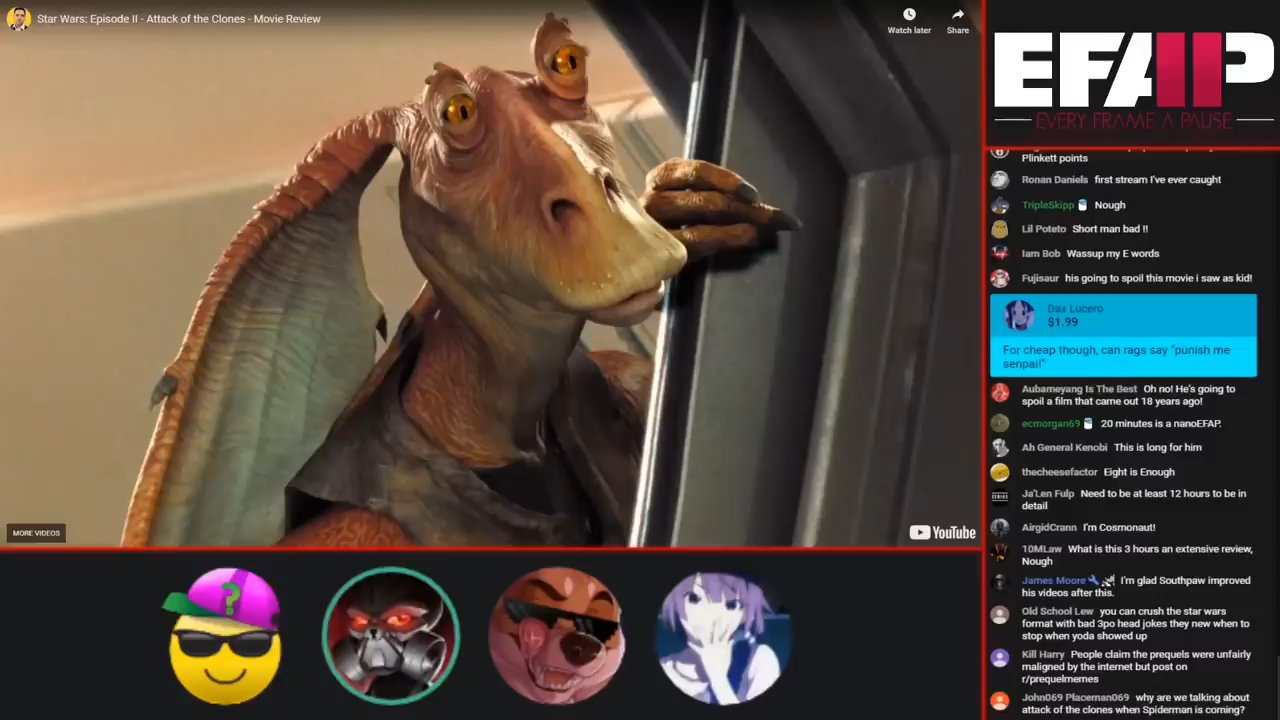 Star Wars: Episode II - Attack of the Clones - Movie Review
Watch later
Share
MORE VIDEOS
YouTube
?
EFAP
EVERY FRAME A PAUSE
Plinkett points
Ronan Daniels first stream I've ever caught
TripleSkipp Nough
Lil Poteto Short man bad !!
Iam Bob Wassup my E words
Fujisaur his going to spoil this movie i saw as kid!
Dax Lucero
$1.99
For cheap though, can rags say "punish me
senpai!"
Aubameyang Is The Best Oh no! He's going to
spoil a film that came out 18 years ago!
ecmorgan69 20 minutes is a nanoEFAP.
Ah General Kenobi This is long for him
thecheesefactor Eight is Enough
Ja'Len Fulp Need to be at least 12 hours to be in
detail
AirgidCrann I'm Cosmonaut!
10MLaw What is this 3 hours an extensive review,
Nough
James Moore I'm glad Southpaw improved
his videos after this.
Old School Lew you can crush the star wars
format with bad 3po head jokes they new when to
stop when yoda showed up
Kill Harry People claim the prequels were unfairly
maligned by the internet but post on
r/prequelmemes
John069 Placeman069 why are we talking about
attack of the clones when Spiderman is coming?